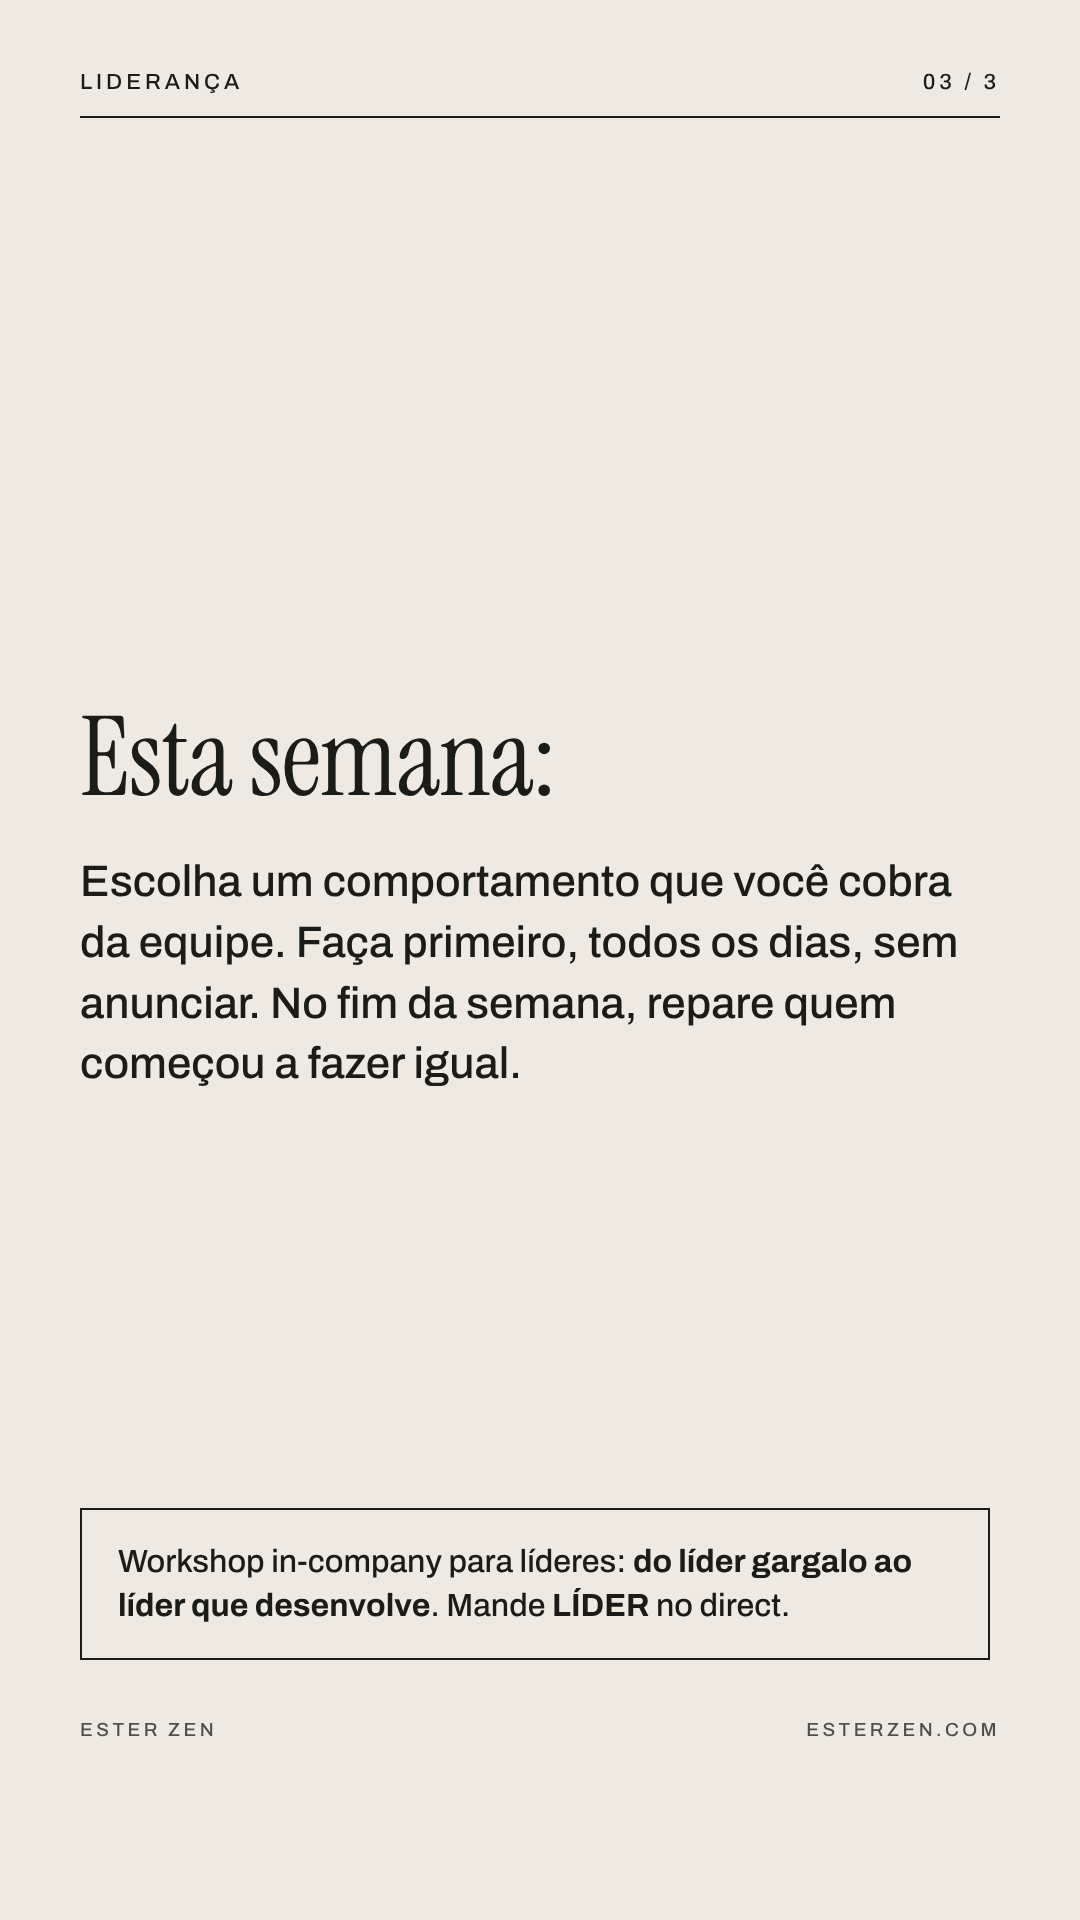 LIDERANÇA
03 / 3
Esta semana:
Escolha um comportamento que você cobra
da equipe. Faça primeiro, todos os dias, sem
anunciar. No fim da semana, repare quem
começou a fazer igual.
Workshop in-company para líderes: do líder gargalo ao
líder que desenvolve. Mande LÍDER no direct.
ESTER ZEN
ESTERZEN.COM